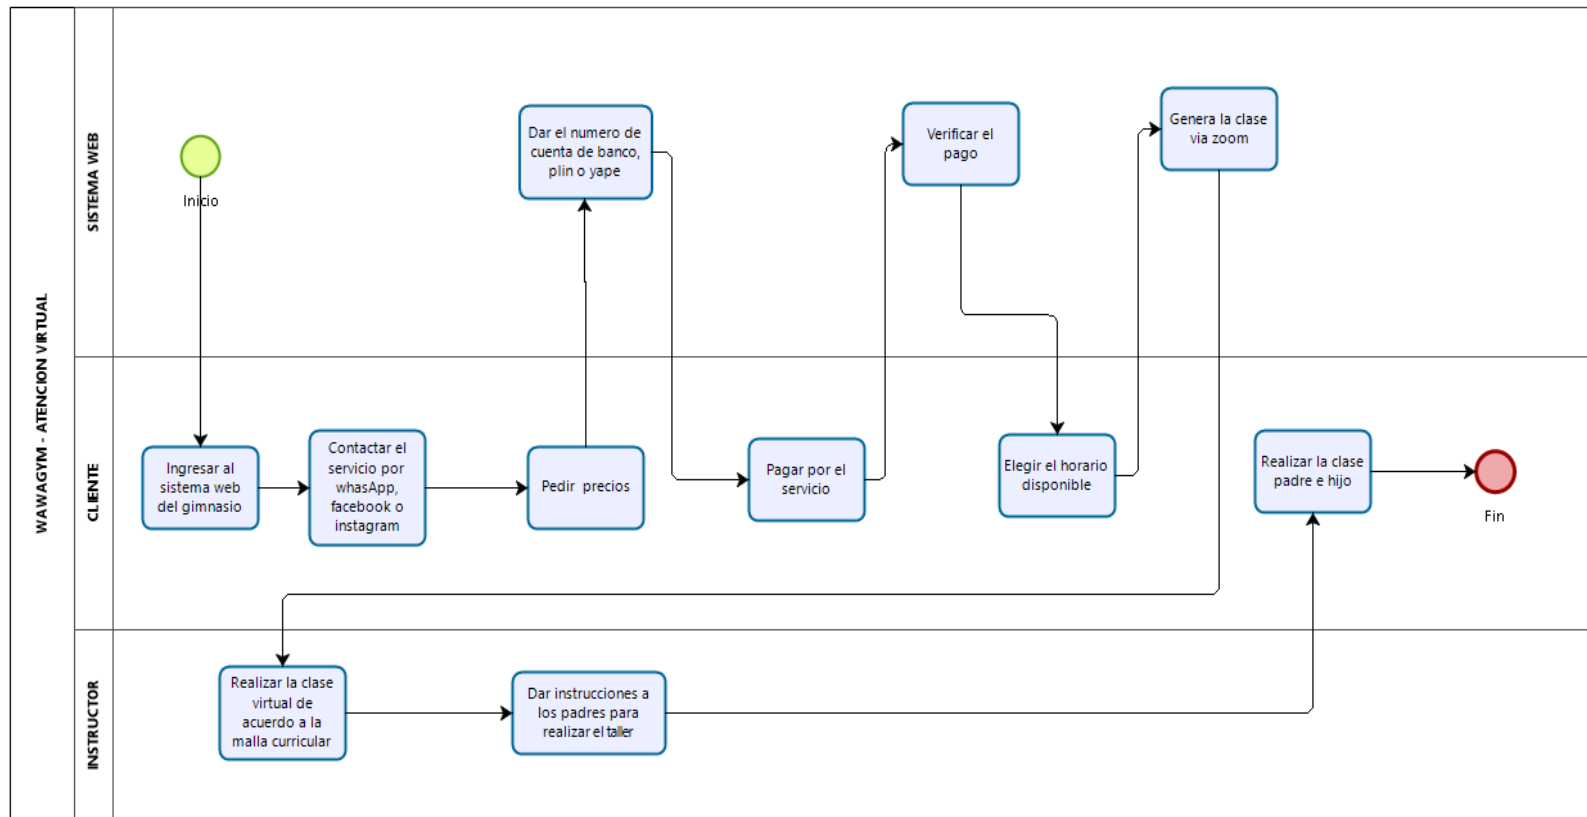 WAWAGYM - ATENCION VIRTUAL
SISTEMA WEB
Inicio
Dar el numero de
cuenta de banco,
plin o yape
Verificar el
pago
Genera la clase
via zoom
CLIENTE
Ingresar al
sistema web
del gimnasio
Contactar el
servicio por
whasApp,
facebook o
instagram
Pedir precios
Pagar por el
servicio
Elegir el horario
disponible
Realizar la clase
padre e hijo
Fin
INSTRUCTOR
Realizar la clase
virtual de
acuerdo a la
malla curricular
Dar instrucciones a
los padres para
realizar el taller